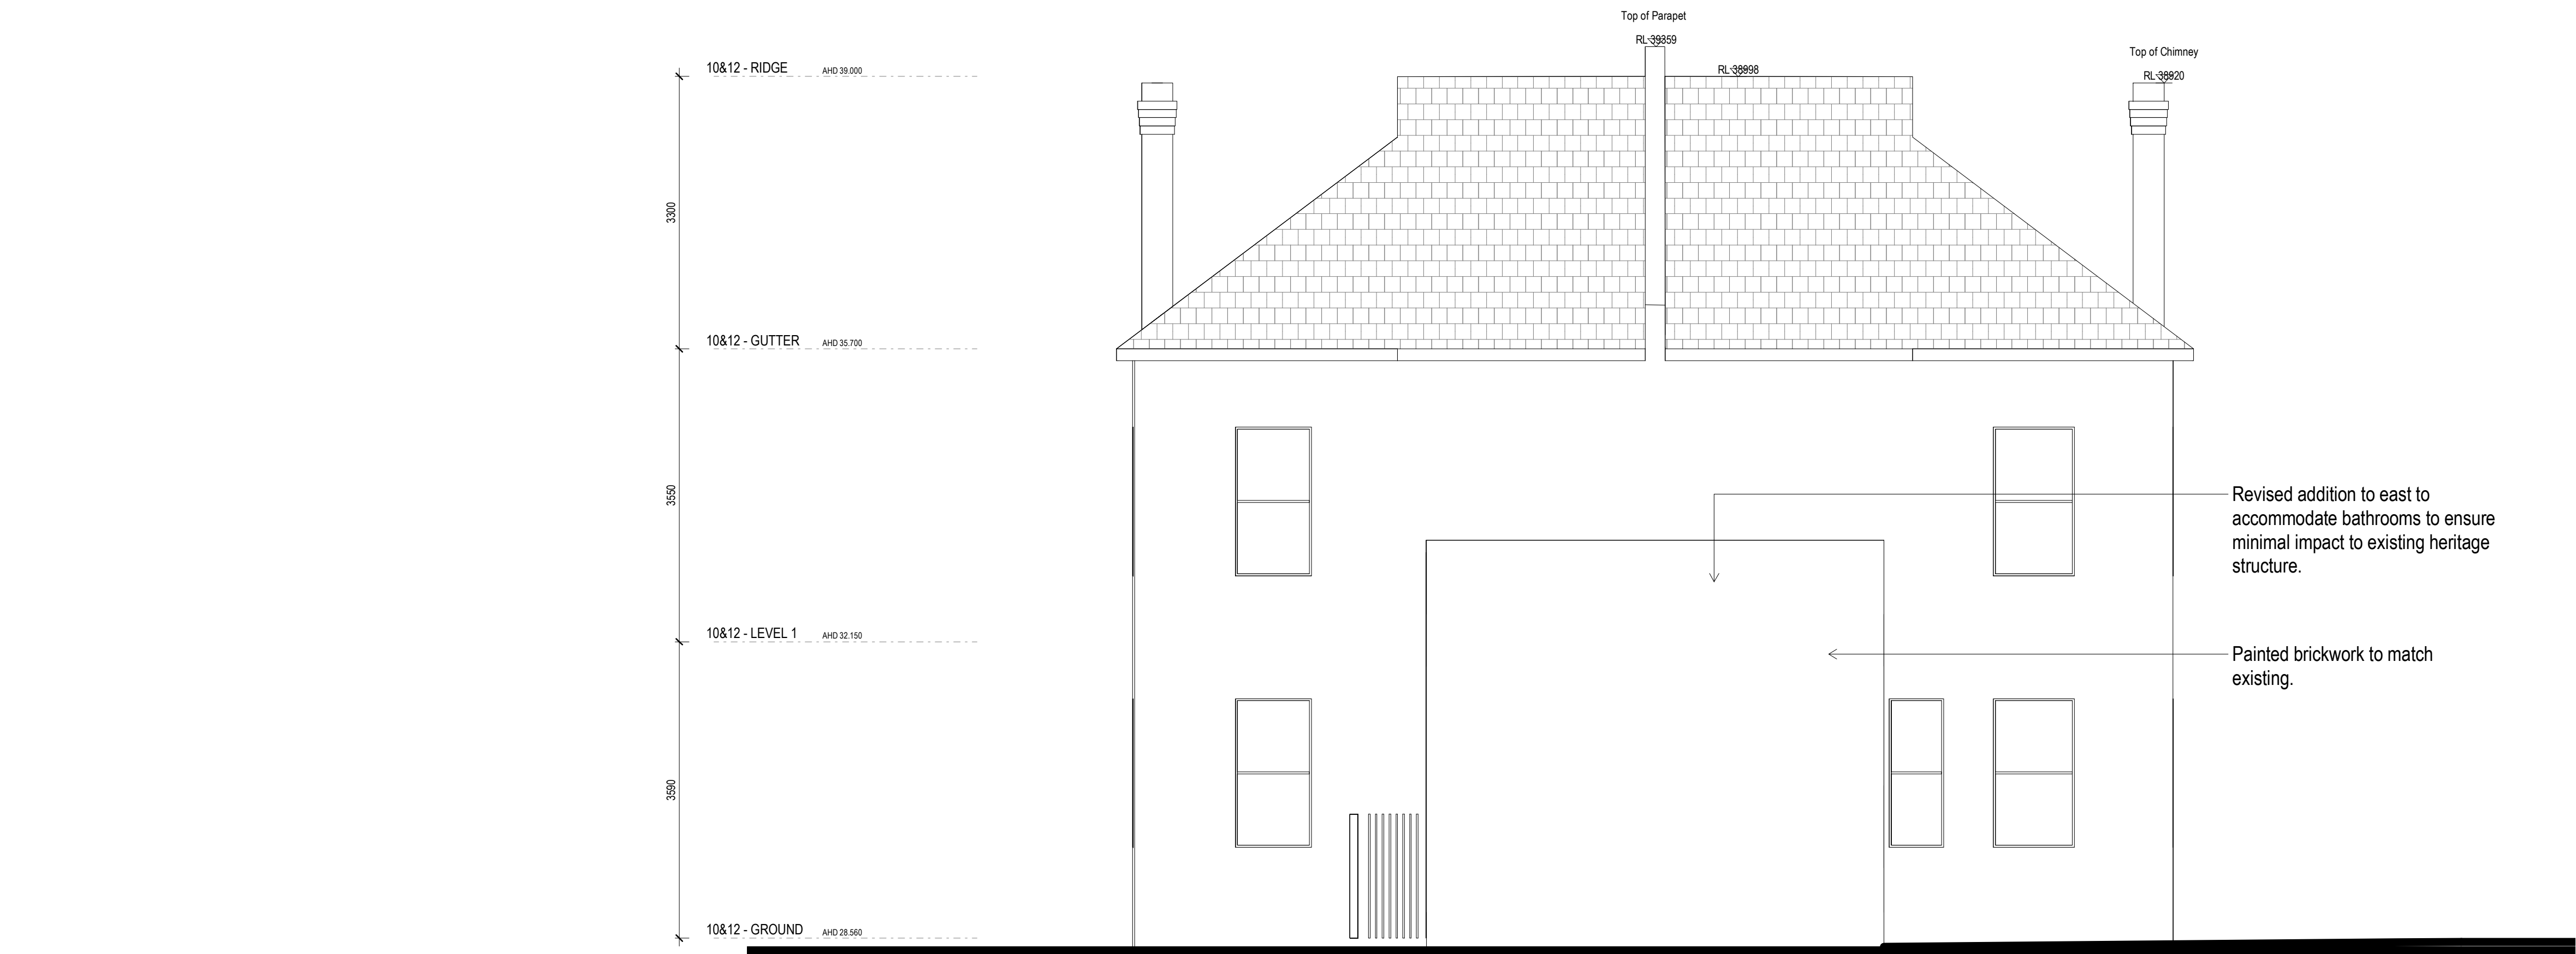 Top of Parapet
RL 39359
Top of Chimney
10&12 - RIDGE AHD 39.000
RL 38998
RL 38920
3300
10&12 - GUTTER AHD 35.700
3550
Revised addition to east to
accommodate bathrooms to ensure
minimal impact to existing heritage
structure.
10&12 - LEVEL 1 AHD 32.150
Painted brickwork to match
existing.
3590
10&12 - GROUND AHD 28.560